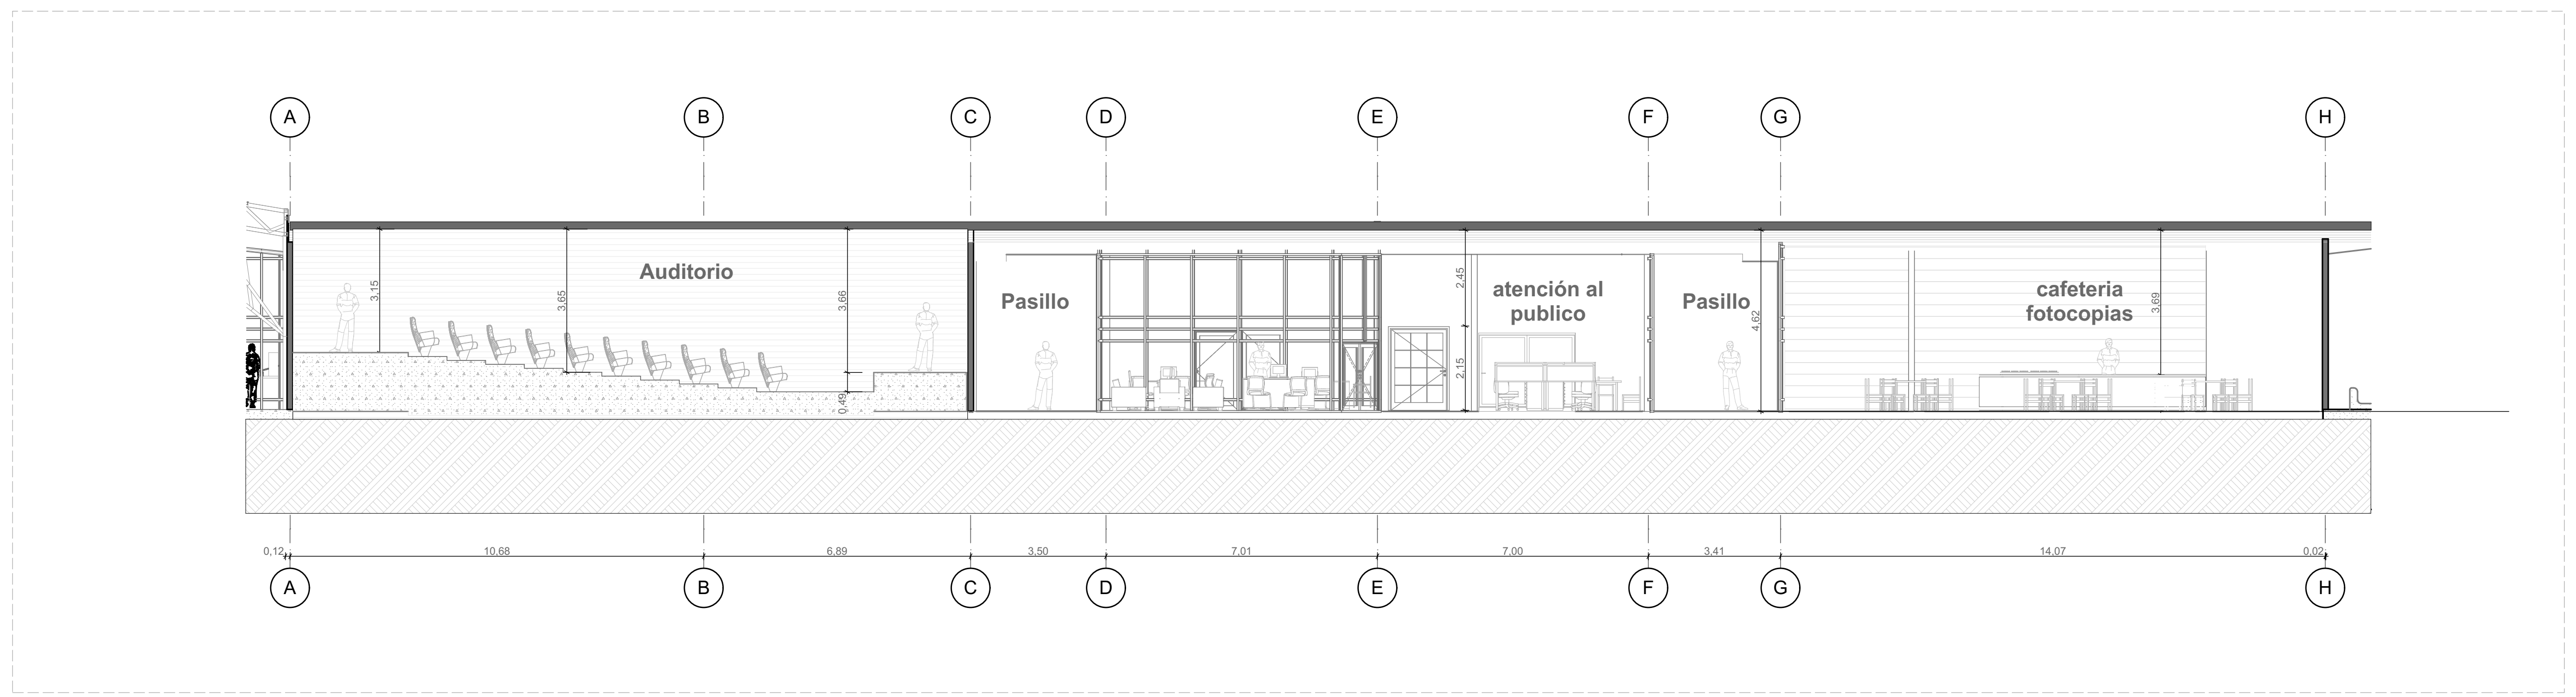 A B C D E F G H
Auditorio
Pasillo
atención al
publico
Pasillo
cafeteria
fotocopias
3,15
3,65
3,66
0,49
2,45
2,15
4,62
3,69
0,12 10,68 6,89 3,50 7,01 7,00 3,41 14,07 0,02
A B C D E F G H